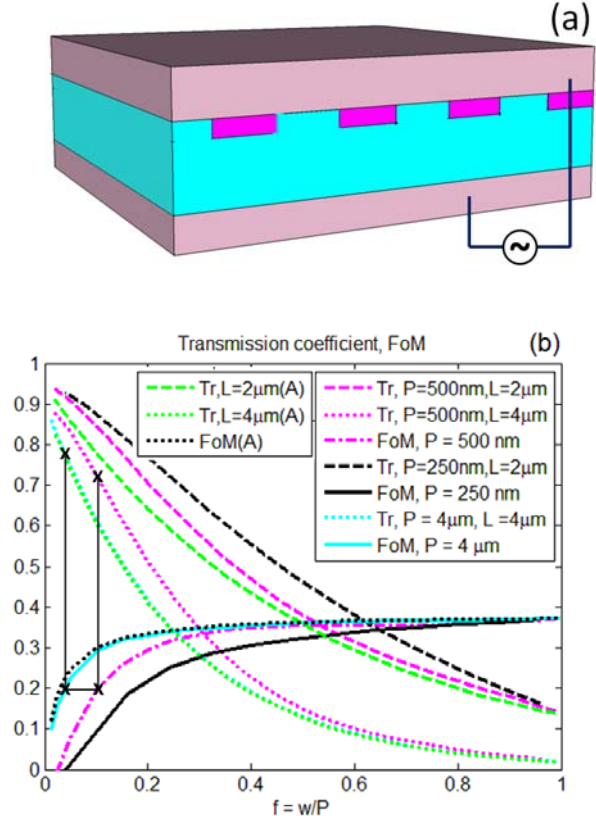 (a)
~
Transmission coefficient, FoM
(b)
1
0.9
0.8
0.7
0.6
0.5
0.4
0.3
0.2
0.1
0
Tr,L=2μm(A)
Tr,L=4μm(A)
FoM(A)
Tr, P=500nm,L=2μm
Tr, P=500nm,L=4μm
FoM, P = 500 nm
Tr, P=250nm,L=2μm
FoM, P = 250 nm
Tr, P = 4μm, L =4μm
FoM, P = 4 μm
0 0.2 0.4 0.6 0.8 1
f = w/P